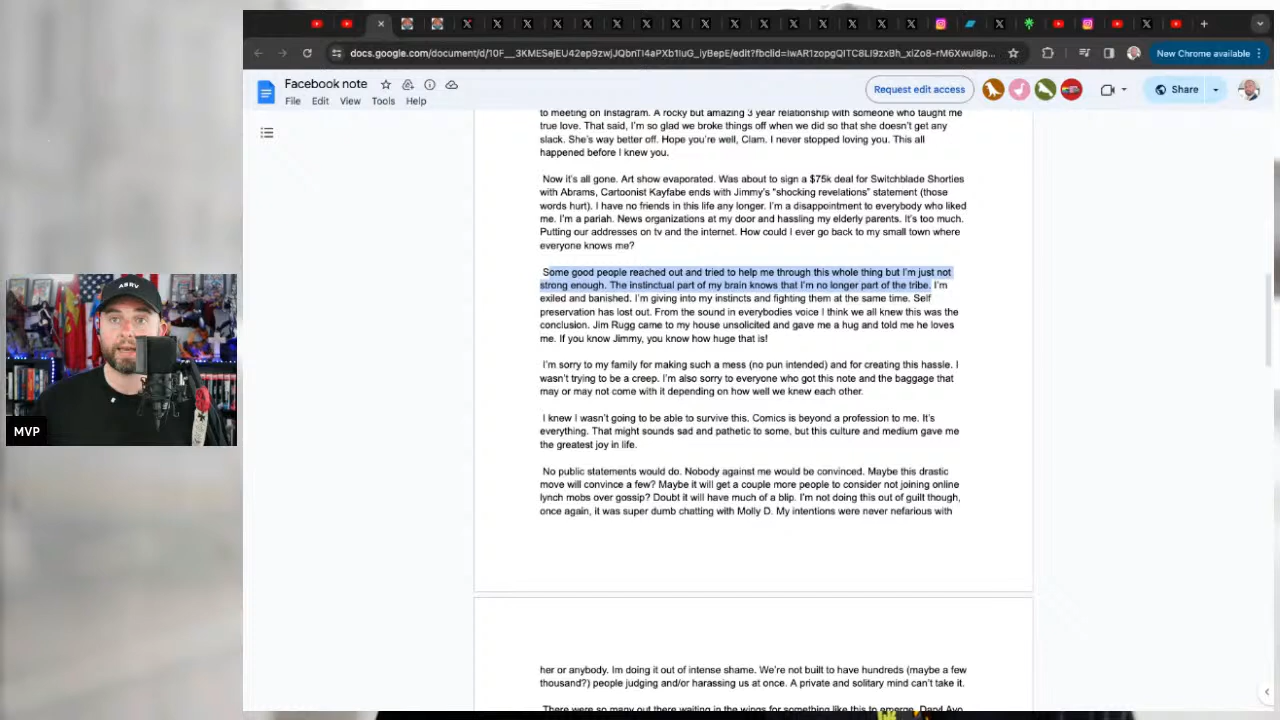 docs.google.com/document/d/10F__3KMESejEU42ep9zwjJQbnTI4aPXb1luG_iyBepE/edit?fbclid=IwAR1zopgQITC8LI9zxBh_xiZo8-rM6Xwul8p...
New Chrome available
Facebook note
File Edit View Tools Help
Request edit access
Share
to meeting on Instagram. A rocky but amazing 3 year relationship with someone who taught me
true love. That said, I'm so glad we broke things off when we did so that she doesn't get any
slack. She's way better off. Hope you're well, Clam. I never stopped loving you. This all
happened before I knew you.
Now it's all gone. Art show evaporated. Was about to sign a $75k deal for Switchblade Shorties
with Abrams, Cartoonist Kayfabe ends with Jimmy's "shocking revelations" statement (those
words hurt). I have no friends in this life any longer. I'm a disappointment to everybody who liked
me. I'm a pariah. News organizations at my door and hassling my elderly parents. It's too much.
Putting our addresses on tv and the internet. How could I ever go back to my small town where
everyone knows me?
Some good people reached out and tried to help me through this whole thing but I'm just not
strong enough. The instinctual part of my brain knows that I'm no longer part of the tribe. I'm
exiled and banished. I'm giving into my instincts and fighting them at the same time. Self
preservation has lost out. From the sound in everybodies voice I think we all knew this was the
conclusion. Jim Rugg came to my house unsolicited and gave me a hug and told me he loves
me. If you know Jimmy, you know how huge that is!
I'm sorry to my family for making such a mess (no pun intended) and for creating this hassle. I
wasn't trying to be a creep. I'm also sorry to everyone who got this note and the baggage that
may or may not come with it depending on how well we knew each other.
I knew I wasn't going to be able to survive this. Comics is beyond a profession to me. It's
everything. That might sounds sad and pathetic to some, but this culture and medium gave me
the greatest joy in life.
No public statements would do. Nobody against me would be convinced. Maybe this drastic
move will convince a few? Maybe it will get a couple more people to consider not joining online
lynch mobs over gossip? Doubt it will have much of a blip. I'm not doing this out of guilt though,
once again, it was super dumb chatting with Molly D. My intentions were never nefarious with
her or anybody. Im doing it out of intense shame. We're not built to have hundreds (maybe a few
thousand?) people judging and/or harassing us at once. A private and solitary mind can't take it.
There were so many out there waiting in the wings for something like this to emerge. Daryl Ayo
ASRV
MVP